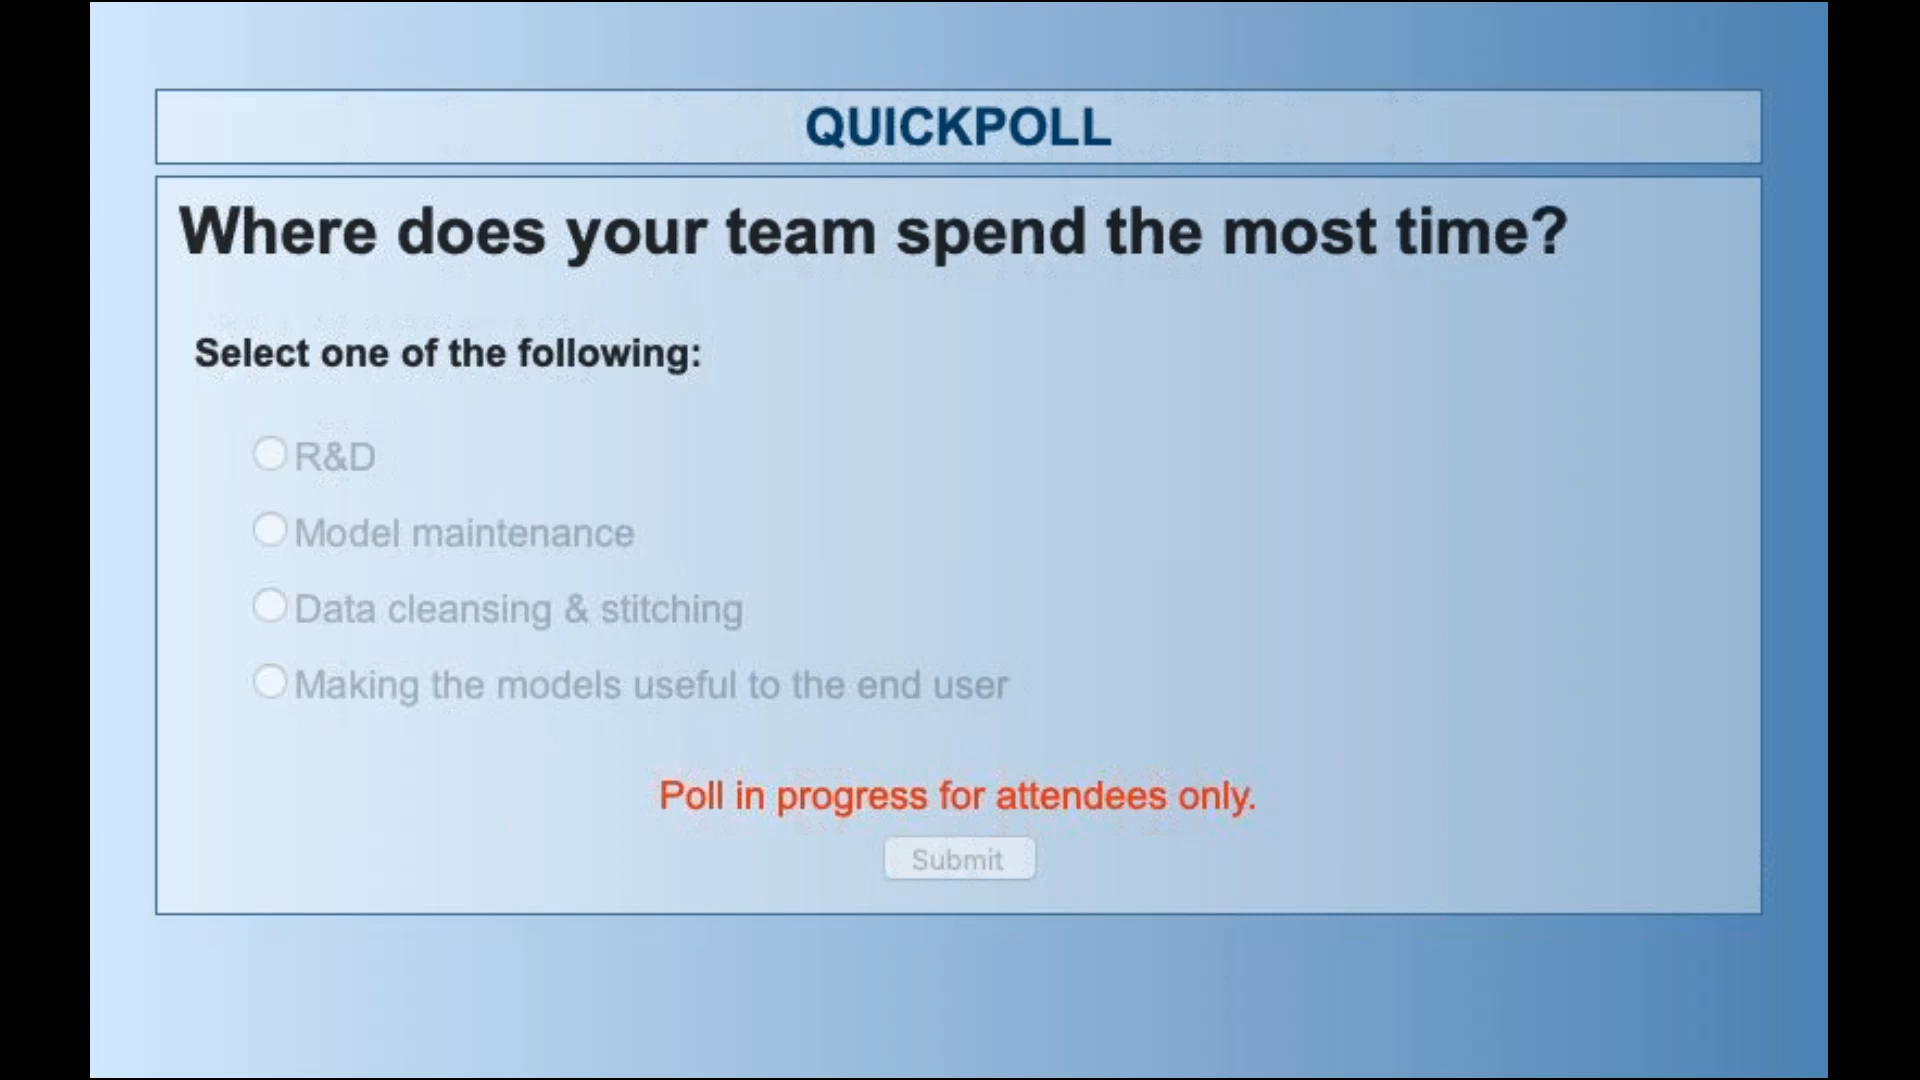 QUICKPOLL
Where does your team spend the most time?
Select one of the following:
R&D
Model maintenance
Data cleansing & stitching
Making the models useful to the end user
Poll in progress for attendees only.
Submit